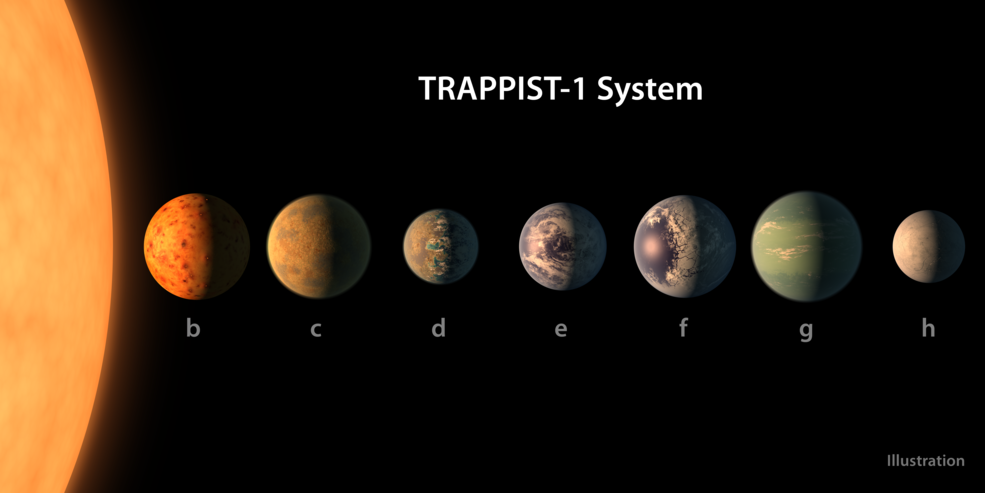 TRAPPIST-1 System
b c d e f g h
Illustration